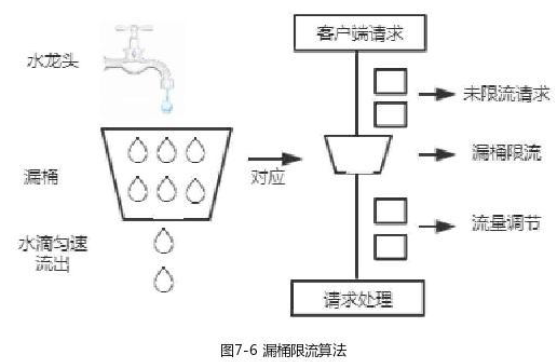 水龙头
漏桶
水滴匀速
流出
对应
客户端请求
未限流请求
漏桶限流
流量调节
请求处理
图7-6 漏桶限流算法